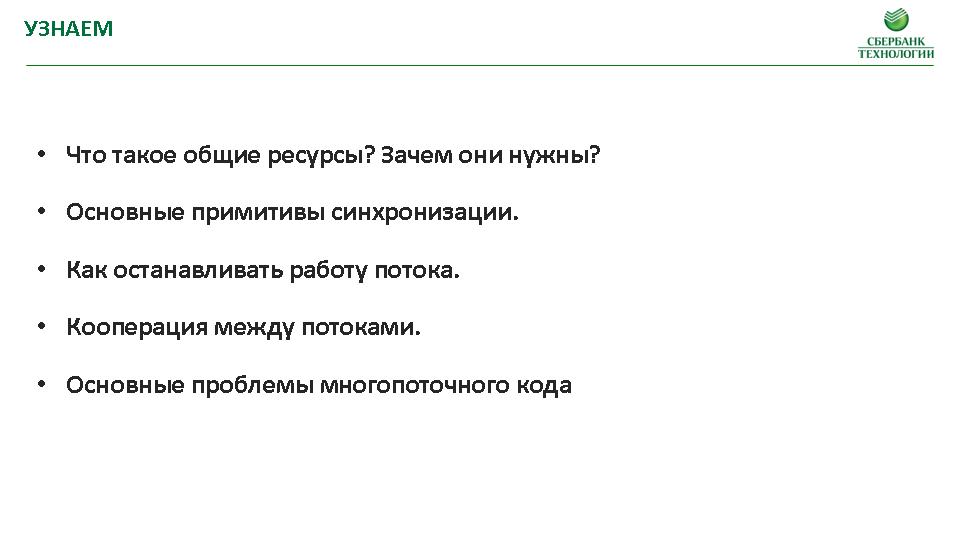 УЗНАЕМ
СБЕРБАНК
ТЕХНОЛОГИИ
• Что такое общие ресурсы? Зачем они нужны?
• Основные примитивы синхронизации.
• Как останавливать работу потока.
• Кооперация между потоками.
• Основные проблемы многопоточного кода